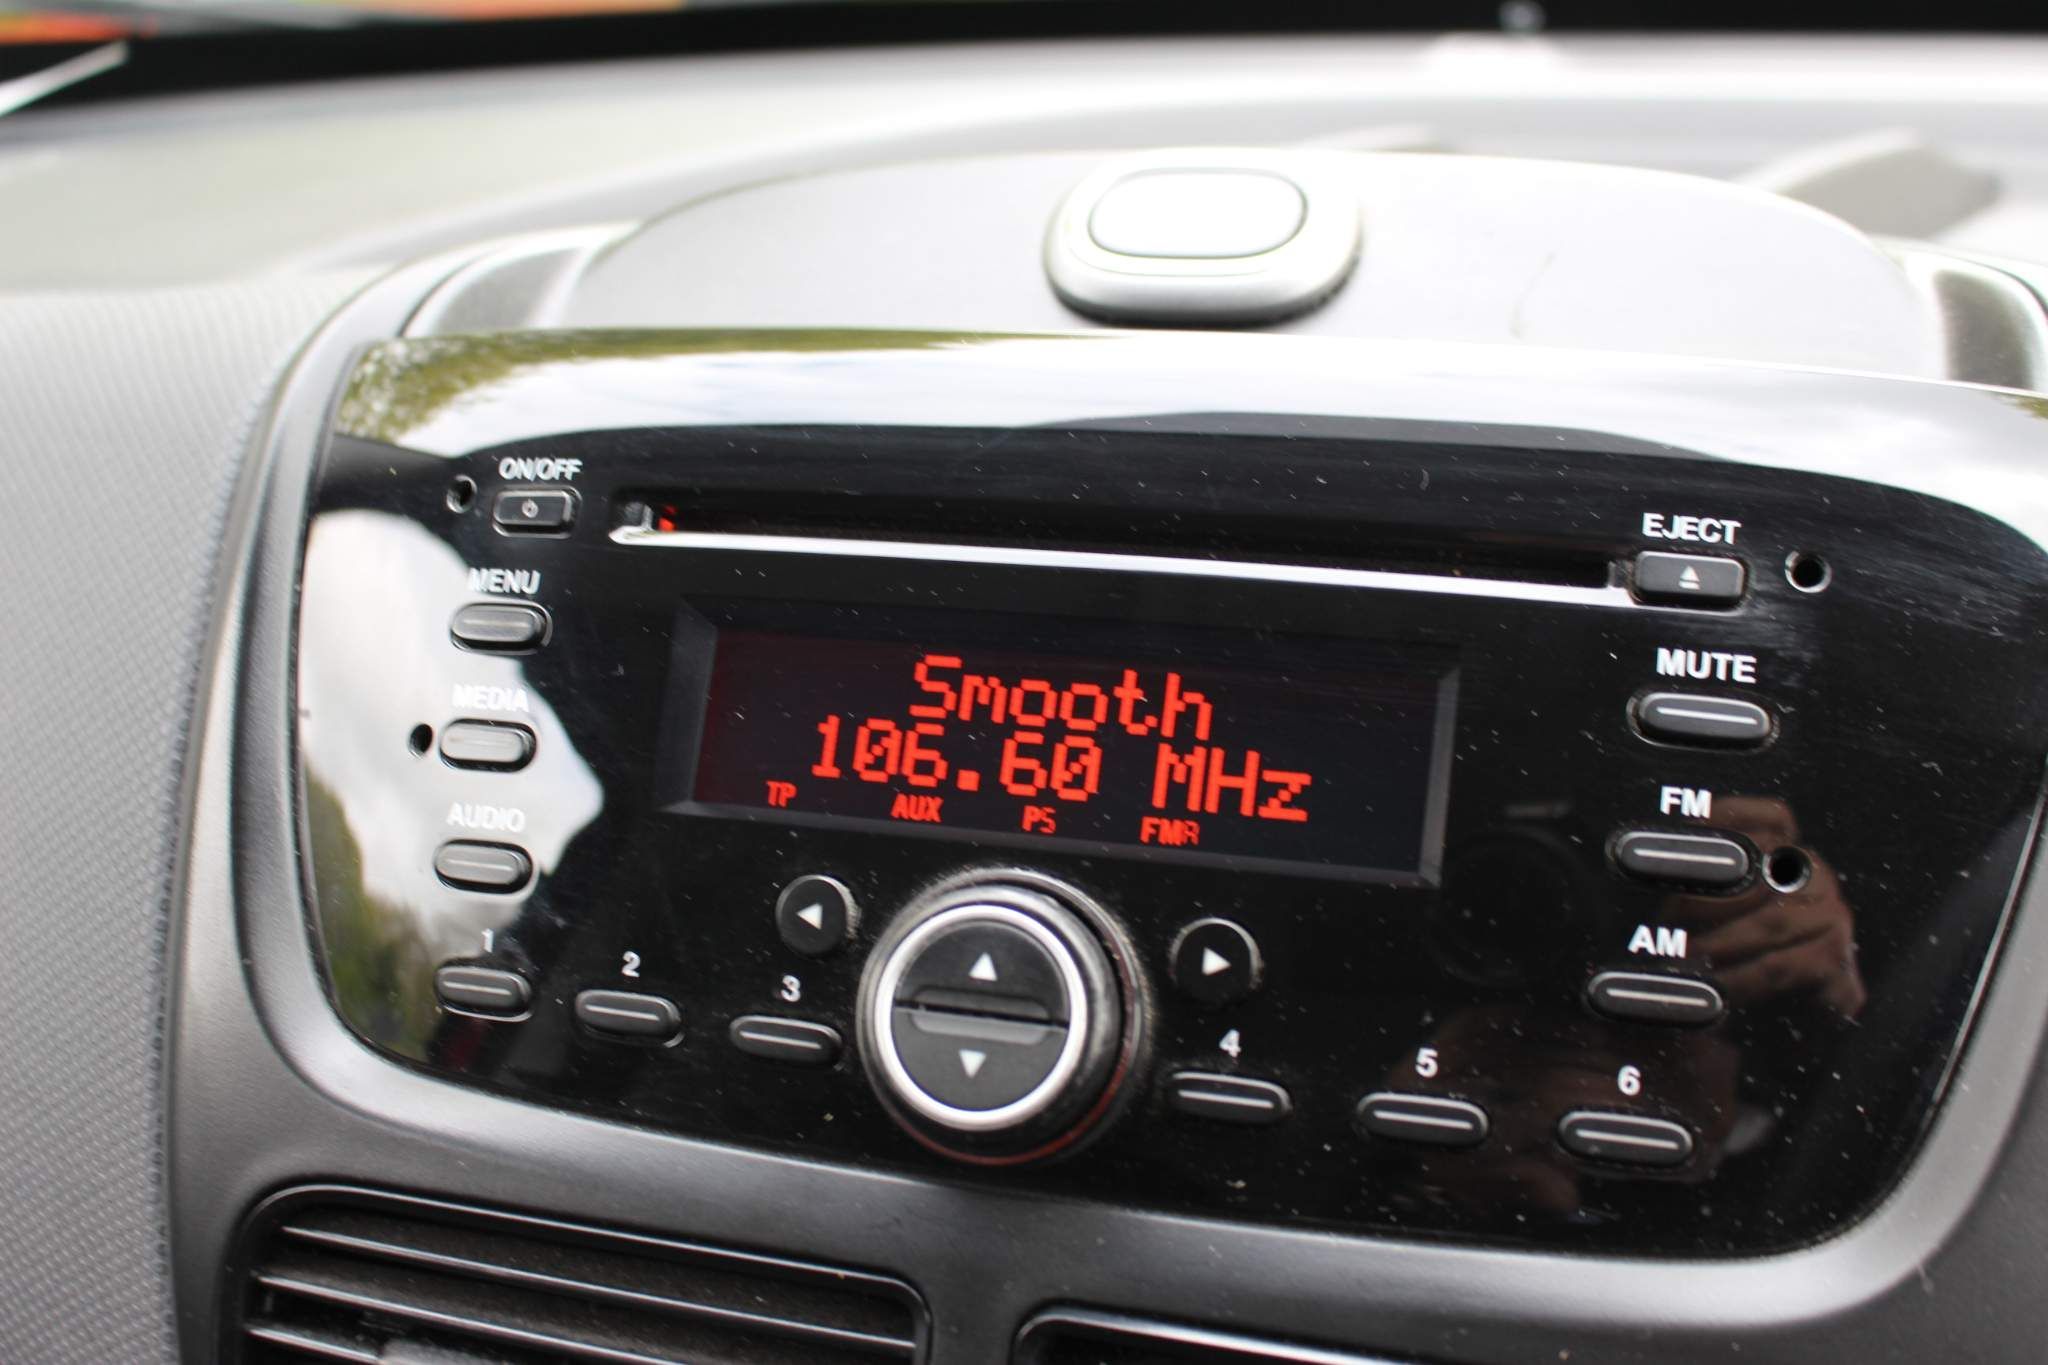 ON/OFF
EJECT
MENU
MUTE
MEDIA
Smooth
106.60 MHz
TP AUX PS FMA
FM
AUDIO
AM
1
2
3
4
5
6